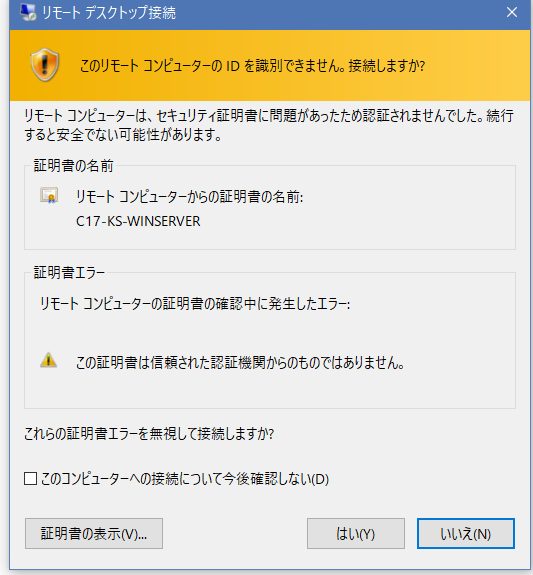 リモート デスクトップ接続
このリモート コンピューターの ID を識別できません。接続しますか?
リモート コンピューターは、セキュリティ証明書に問題があったため認証されませんでした。続行
すると安全でない可能性があります。
証明書の名前
リモート コンピューターからの証明書の名前:
C17-KS-WINSERVER
証明書エラー
リモート コンピューターの証明書の確認中に発生したエラー:
この証明書は信頼された認証機関からのものではありません。
これらの証明書エラーを無視して接続しますか?
このコンピューターへの接続について今後確認しない(D)
証明書の表示(V)... はい(Y) いいえ(N)